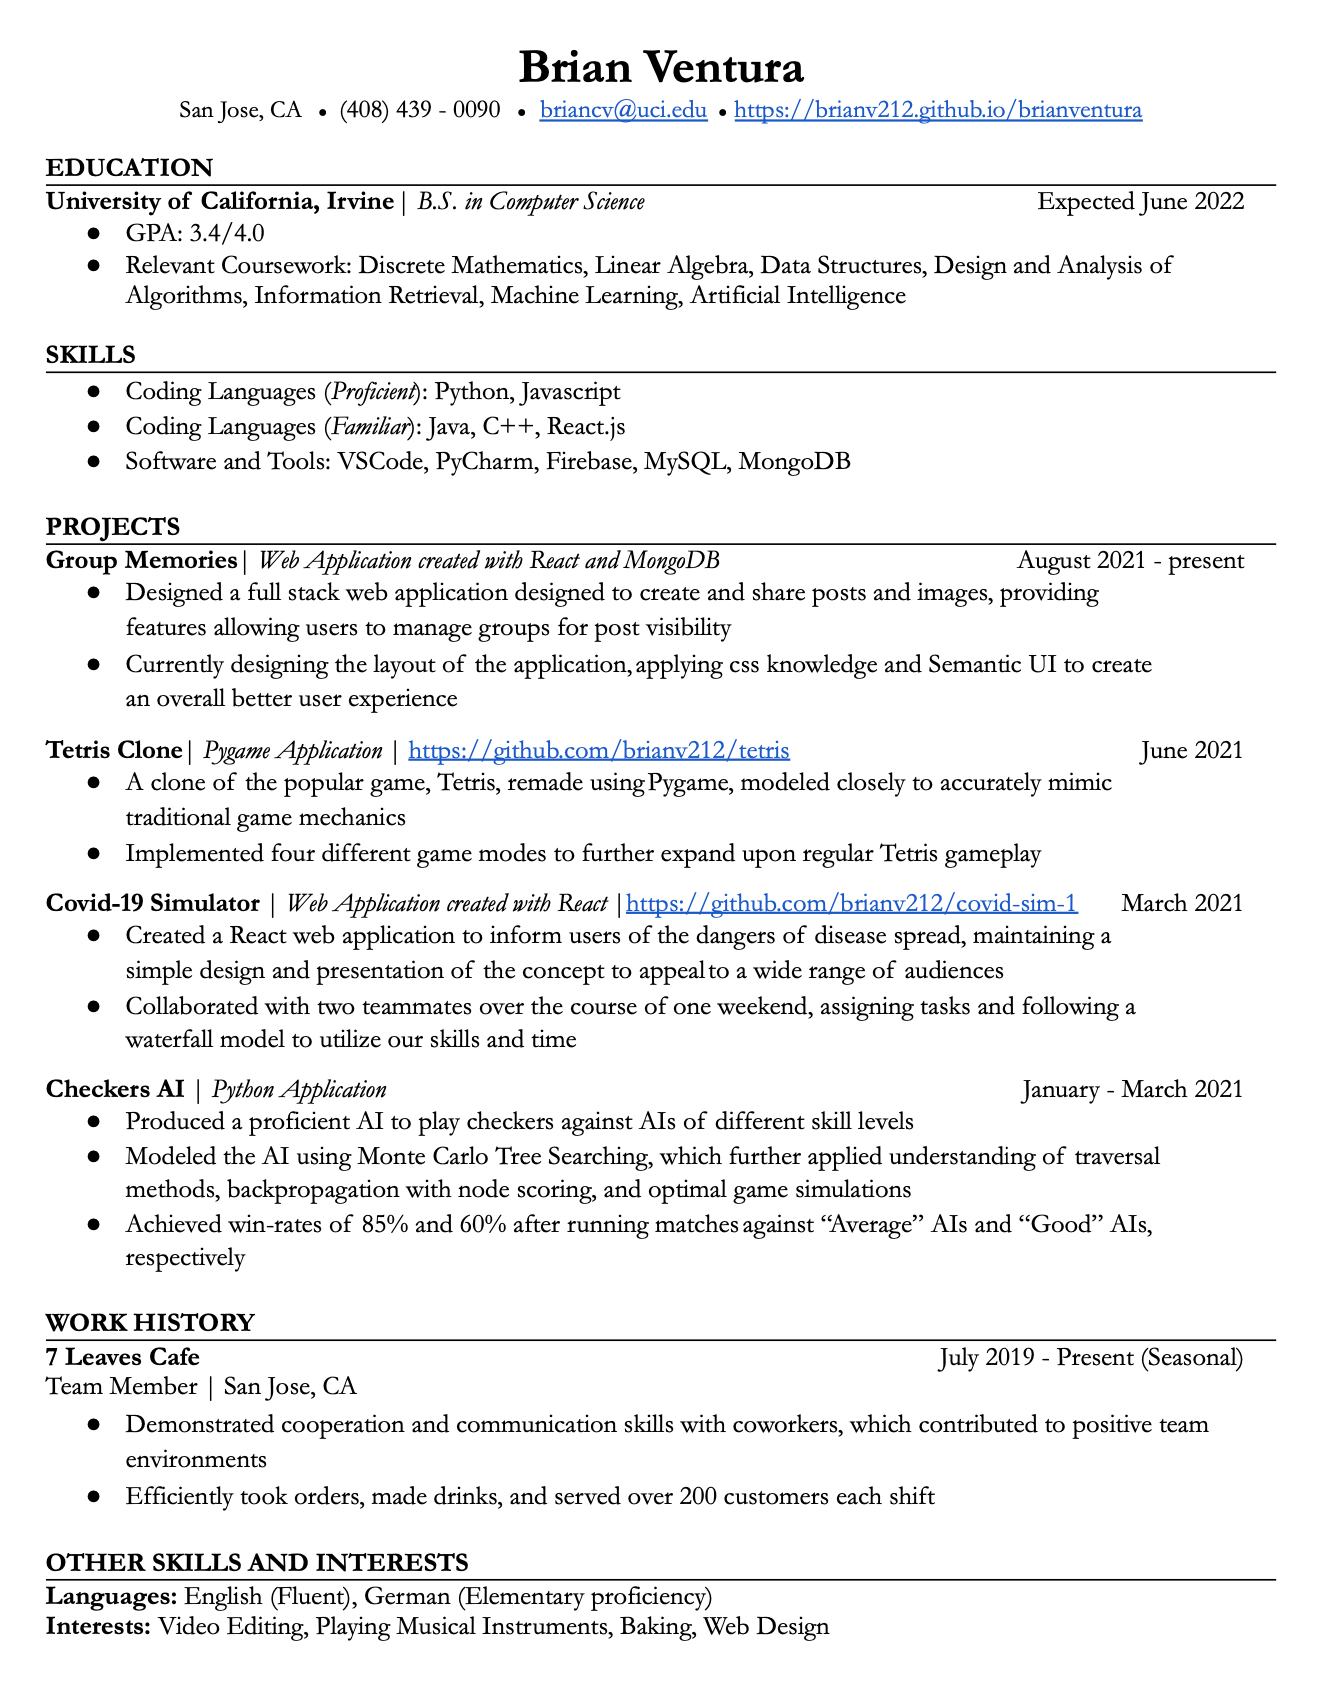 Brian Ventura
San Jose, CA • (408) 439 - 0090 • briancv@uci.edu • https://brianv212.github.io/brianventura
EDUCATION
University of California, Irvine | B.S. in Computer Science Expected June 2022
● GPA: 3.4/4.0
● Relevant Coursework: Discrete Mathematics, Linear Algebra, Data Structures, Design and Analysis of
Algorithms, Information Retrieval, Machine Learning, Artificial Intelligence
SKILLS
● Coding Languages (Proficient): Python, Javascript
● Coding Languages (Familiar): Java, C++, React.js
● Software and Tools: VSCode, PyCharm, Firebase, MySQL, MongoDB
PROJECTS
Group Memories | Web Application created with React and MongoDB August 2021 - present
● Designed a full stack web application designed to create and share posts and images, providing
features allowing users to manage groups for post visibility
● Currently designing the layout of the application, applying css knowledge and Semantic UI to create
an overall better user experience
Tetris Clone | Pygame Application | https://github.com/brianv212/tetris June 2021
● A clone of the popular game, Tetris, remade using Pygame, modeled closely to accurately mimic
traditional game mechanics
● Implemented four different game modes to further expand upon regular Tetris gameplay
Covid-19 Simulator | Web Application created with React | https://github.com/brianv212/covid-sim-1 March 2021
● Created a React web application to inform users of the dangers of disease spread, maintaining a
simple design and presentation of the concept to appeal to a wide range of audiences
● Collaborated with two teammates over the course of one weekend, assigning tasks and following a
waterfall model to utilize our skills and time
Checkers AI | Python Application January - March 2021
● Produced a proficient AI to play checkers against AIs of different skill levels
● Modeled the AI using Monte Carlo Tree Searching, which further applied understanding of traversal
methods, backpropagation with node scoring, and optimal game simulations
● Achieved win-rates of 85% and 60% after running matches against “Average” AIs and “Good” AIs,
respectively
WORK HISTORY
7 Leaves Cafe July 2019 - Present (Seasonal)
Team Member | San Jose, CA
● Demonstrated cooperation and communication skills with coworkers, which contributed to positive team
environments
● Efficiently took orders, made drinks, and served over 200 customers each shift
OTHER SKILLS AND INTERESTS
Languages: English (Fluent), German (Elementary proficiency)
Interests: Video Editing, Playing Musical Instruments, Baking, Web Design